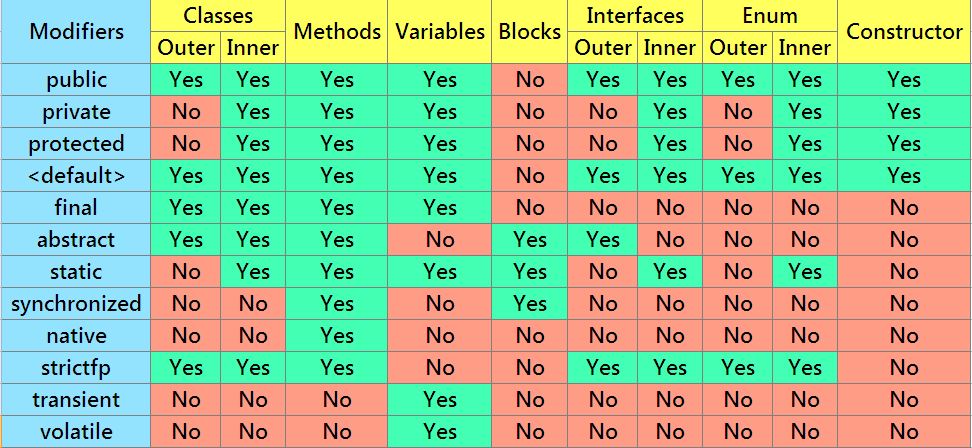 Modifiers Classes Methods Variables Blocks Interfaces Enum Constructor
Outer Inner Outer Inner Outer Inner
public Yes Yes Yes Yes No Yes Yes Yes Yes Yes
private No Yes Yes Yes No No Yes No Yes Yes
protected No Yes Yes Yes No No Yes No Yes Yes
<default> Yes Yes Yes Yes No Yes Yes Yes Yes Yes
final Yes Yes Yes Yes No No No No No No
abstract Yes Yes Yes No Yes Yes No No No No
static No Yes Yes Yes Yes No Yes No Yes No
synchronized No No Yes No Yes No No No No No
native No No Yes No No No No No No No
strictfp Yes Yes Yes No No Yes Yes Yes Yes No
transient No No No Yes No No No No No No
volatile No No No Yes No No No No No No